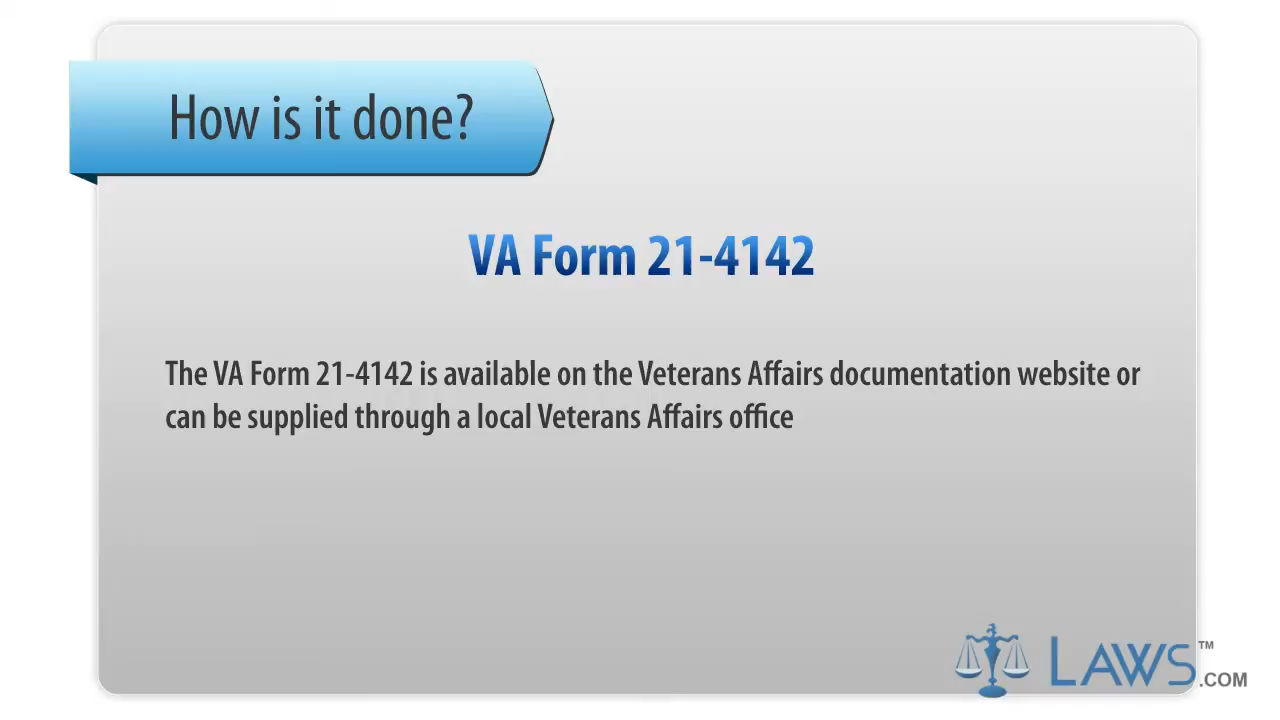 How is it done?
VA Form 21-4142
The VA Form 21-4142 is available on the Veterans Affairs documentation website or
can be supplied through a local Veterans Affairs office
LAWS™
.COM